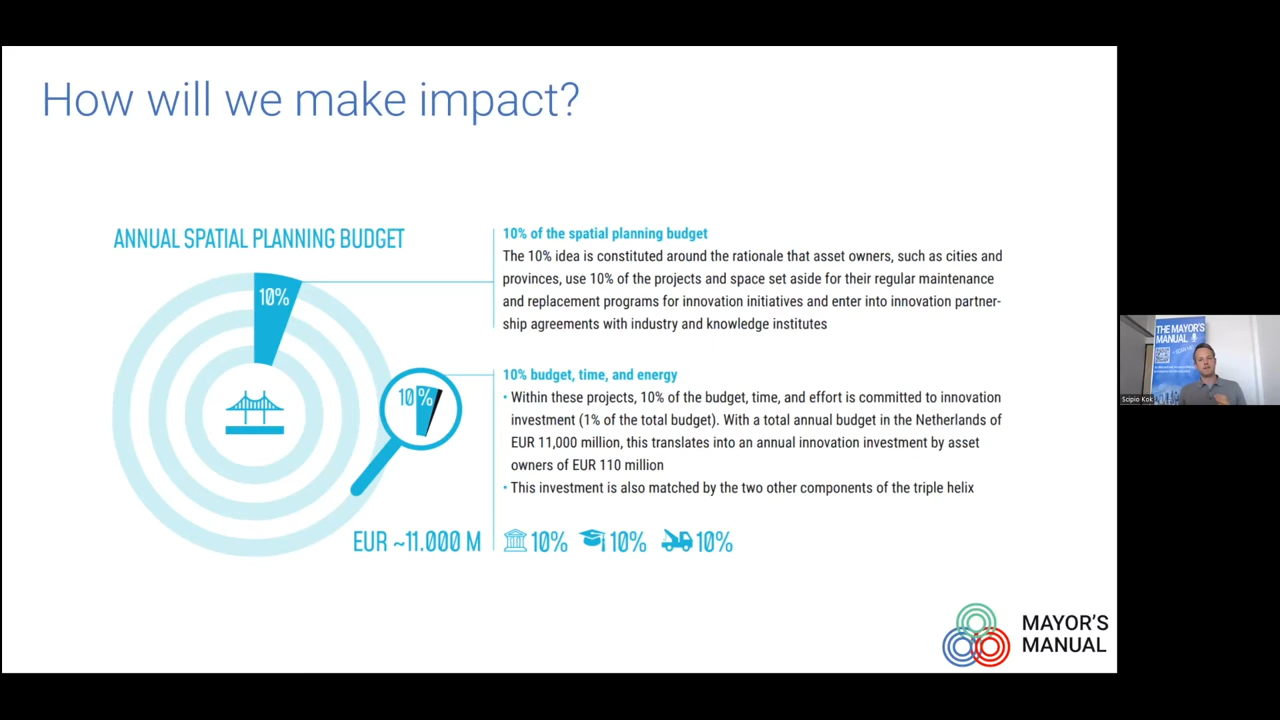 How will we make impact?
ANNUAL SPATIAL PLANNING BUDGET
10%
10% of the spatial planning budget
The 10% idea is constituted around the rationale that asset owners, such as cities and
provinces, use 10% of the projects and space set aside for their regular maintenance
and replacement programs for innovation initiatives and enter into innovation partner-
ship agreements with industry and knowledge institutes
10%
10% budget, time, and energy
• Within these projects, 10% of the budget, time, and effort is committed to innovation
investment (1% of the total budget). With a total annual budget in the Netherlands of
EUR 11,000 million, this translates into an annual innovation investment by asset
owners of EUR 110 million
• This investment is also matched by the two other components of the triple helix
EUR ~11.000 M
10% 10% 10%
MAYOR'S
MANUAL
THE MAYOR'S
MANUAL
Scipio Kok